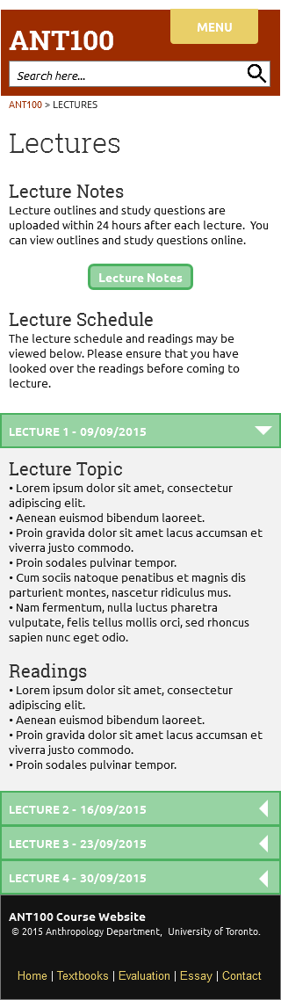 MENU
ANT100
Search here...
ANT100 > LECTURES
Lectures
Lecture Notes
Lecture outlines and study questions are
uploaded within 24 hours after each lecture.  You
can view outlines and study questions online.
Lecture Notes
Lecture Schedule
The lecture schedule and readings may be
viewed below. Please ensure that you have
looked over the readings before coming to
lecture.
LECTURE 1 - 09/09/2015
Lecture Topic
• Lorem ipsum dolor sit amet, consectetur
adipiscing elit.
• Aenean euismod bibendum laoreet.
• Proin gravida dolor sit amet lacus accumsan et
viverra justo commodo.
• Proin sodales pulvinar tempor.
• Cum sociis natoque penatibus et magnis dis
parturient montes, nascetur ridiculus mus.
• Nam fermentum, nulla luctus pharetra
vulputate, felis tellus mollis orci, sed rhoncus
sapien nunc eget odio.
Readings
• Lorem ipsum dolor sit amet, consectetur
adipiscing elit.
• Aenean euismod bibendum laoreet.
• Proin gravida dolor sit amet lacus accumsan et
viverra justo commodo.
• Proin sodales pulvinar tempor.
LECTURE 2 - 16/09/2015
LECTURE 3 - 23/09/2015
LECTURE 4 - 30/09/2015
ANT100 Course Website
© 2015 Anthropology Department,  University of Toronto.
Home | Textbooks | Evaluation | Essay | Contact